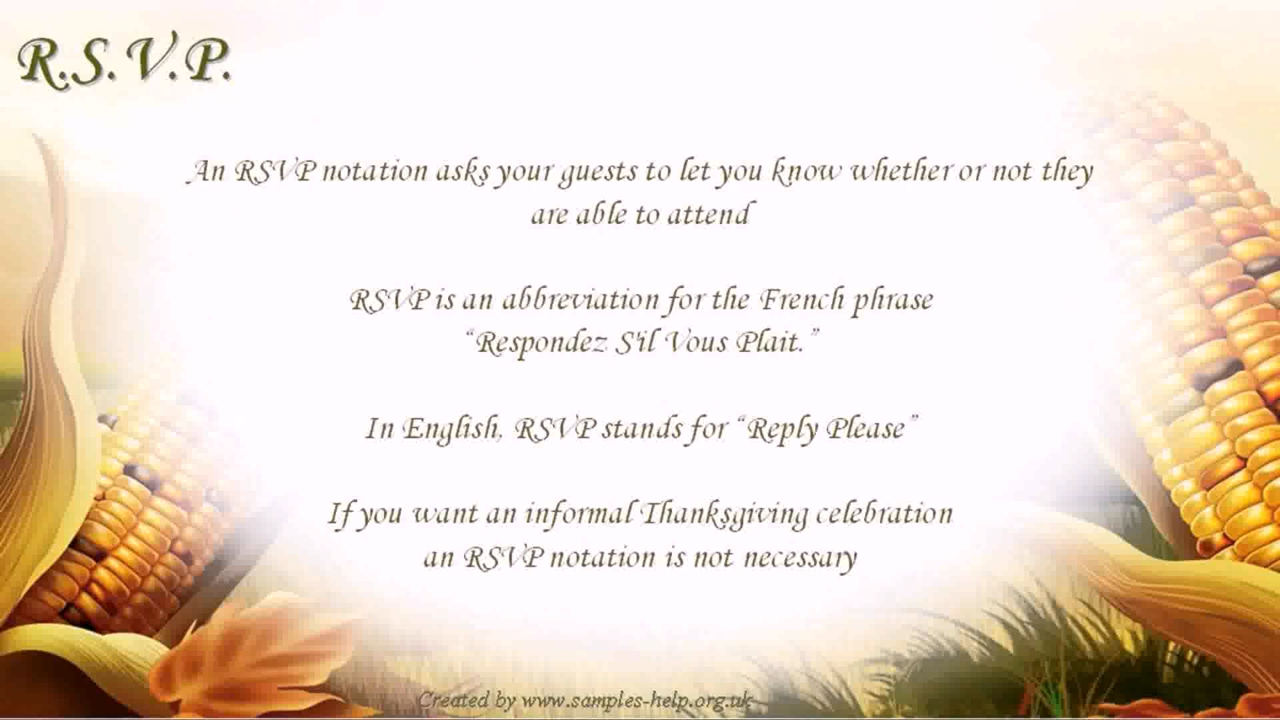 R.S.V.P.
An RSVP notation asks your guests to let you know whether or not they
are able to attend
RSVP is an abbreviation for the French phrase
“Respondez S'il Vous Plait.”
In English, RSVP stands for “Reply Please”
If you want an informal Thanksgiving celebration
an RSVP notation is not necessary
Created by www.samples-help.org.uk